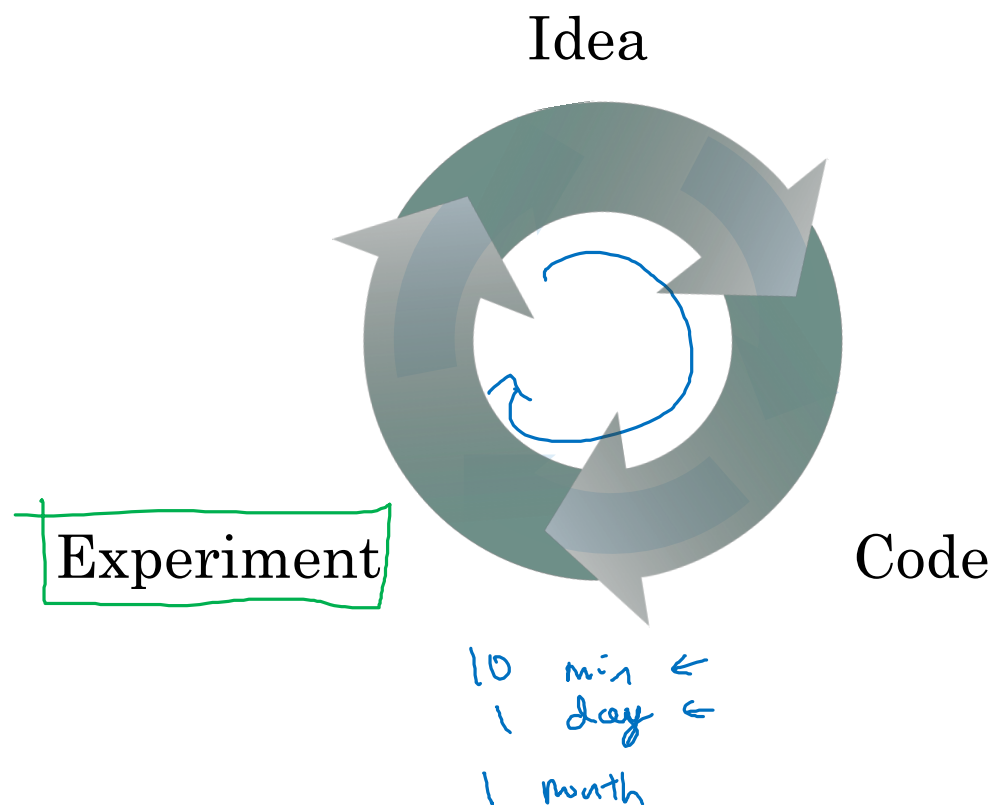 Idea
Experiment
Code
10 min ←
1 day ←
1 month